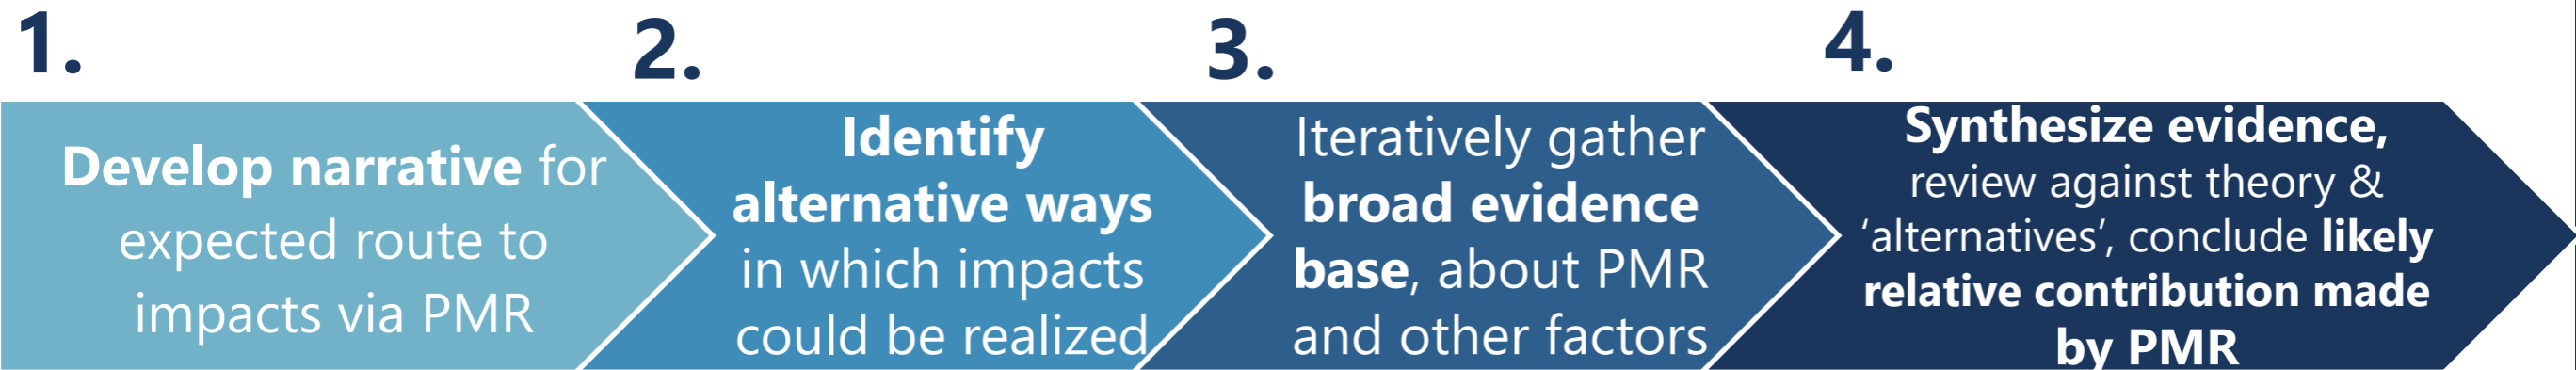 1.
Develop narrative for
expected route to
impacts via PMR
2.
Identify
alternative ways
in which impacts
could be realized
3.
Iteratively gather
broad evidence
base, about PMR
and other factors
4.
Synthesize evidence,
review against theory &
‘alternatives’, conclude likely
relative contribution made
by PMR